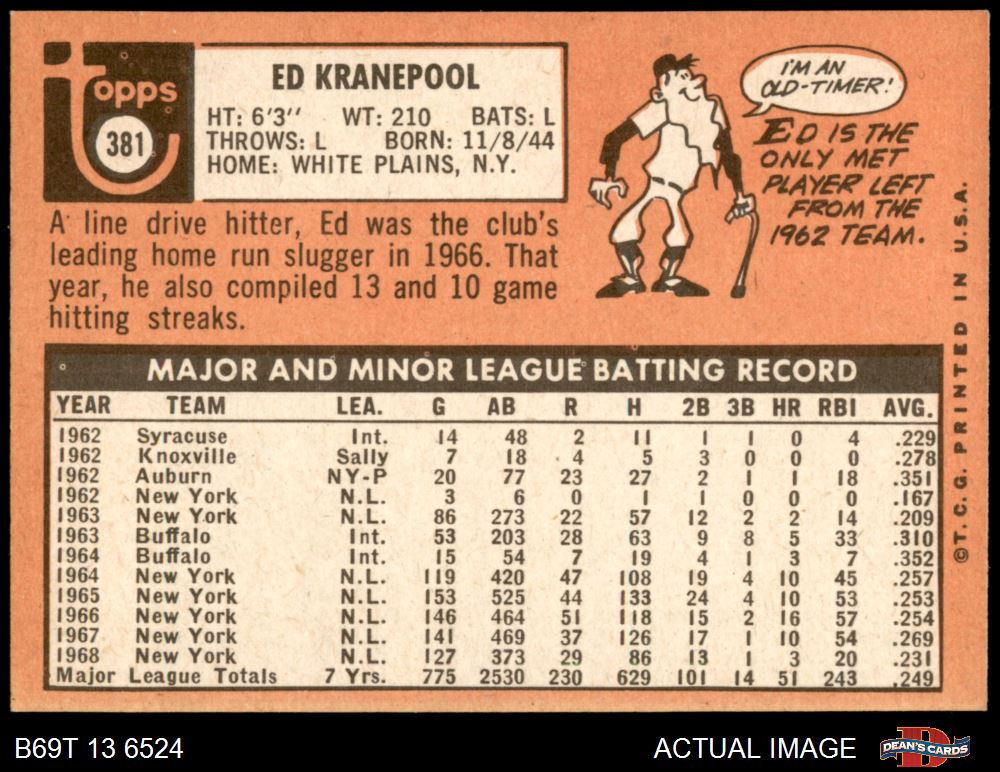 topps
381
ED KRANEPOOL
HT: 6'3" WT: 210 BATS: L
THROWS: L BORN: 11/8/44
HOME: WHITE PLAINS, N.Y.
A line drive hitter, Ed was the club's
leading home run slugger in 1966. That
year, he also compiled 13 and 10 game
hitting streaks.
I'M AN
OLD-TIMER!
ED IS THE
ONLY MET
PLAYER LEFT
FROM THE
1962 TEAM.
MAJOR AND MINOR LEAGUE BATTING RECORD
YEAR TEAM LEA. G AB R H 2B 3B HR RBI AVG.
1962 Syracuse Int. 14 48 2 11 1 1 0 4 .229
1962 Knoxville Sally 7 18 4 5 3 0 0 0 .278
1962 Auburn NY-P 20 77 23 27 2 1 1 18 .351
1962 New York N.L. 3 6 0 1 1 0 0 0 .167
1963 New York N.L. 86 273 22 57 12 2 2 14 .209
1963 Buffalo Int. 53 203 28 63 9 8 5 33 .310
1964 Buffalo Int. 15 54 7 19 4 1 3 7 .352
1964 New York N.L. 119 420 47 108 19 4 10 45 .257
1965 New York N.L. 153 525 44 133 24 4 10 53 .253
1966 New York N.L. 146 464 51 118 15 2 16 57 .254
1967 New York N.L. 141 469 37 126 17 1 10 54 .269
1968 New York N.L. 127 373 29 86 13 1 3 20 .231
Major League Totals 7 Yrs. 775 2530 230 629 101 14 51 243 .249
©T.C.G. PRINTED IN U.S.A.
B69T 13 6524
ACTUAL IMAGE
DEAN'S CARDS